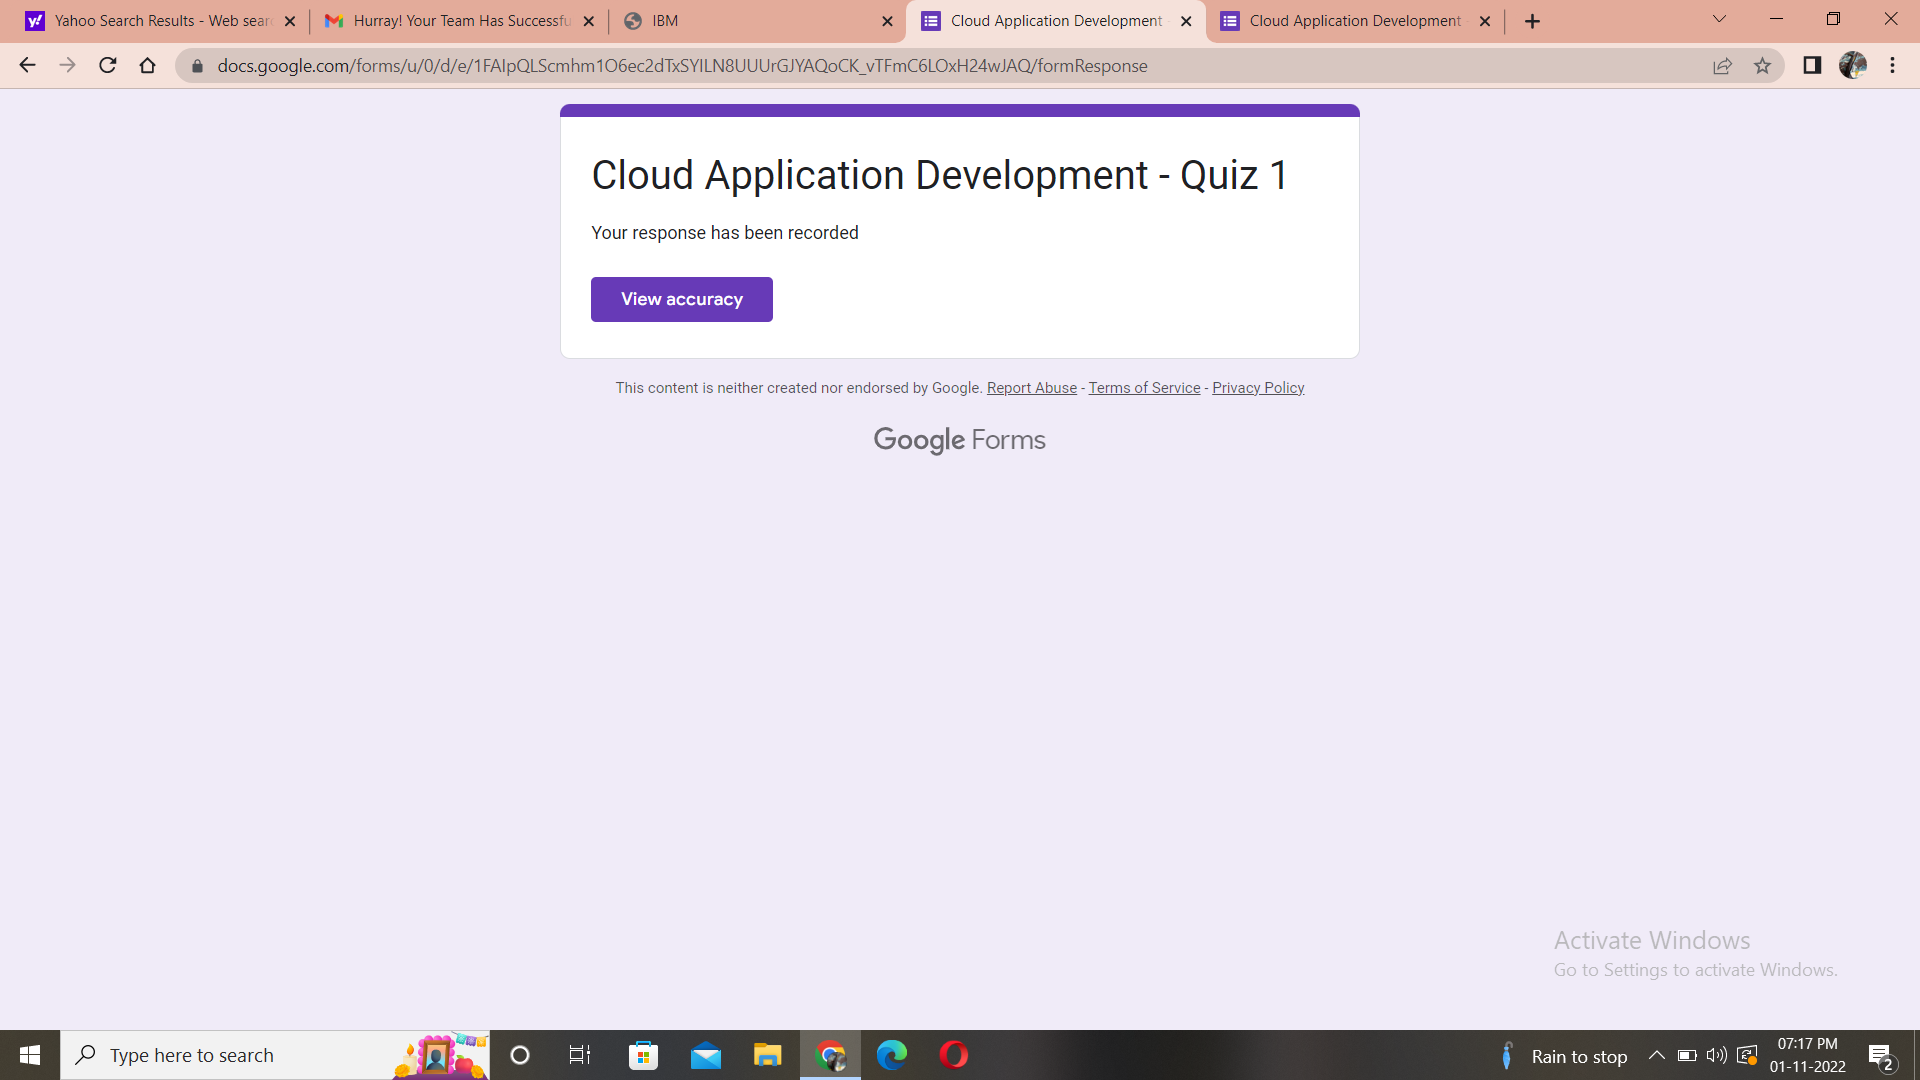 Yahoo Search Results - Web sear
Hurray! Your Team Has Successfu
IBM
Cloud Application Development -
Cloud Application Development -
docs.google.com/forms/u/0/d/e/1FAIpQLScmhm1O6ec2dTxSYILN8UUUrGJYAQoCK_vTFmC6LOxH24wJAQ/formResponse
Cloud Application Development - Quiz 1
Your response has been recorded
View accuracy
This content is neither created nor endorsed by Google. Report Abuse - Terms of Service - Privacy Policy
Google Forms
Activate Windows
Go to Settings to activate Windows.
Type here to search
Rain to stop
07:17 PM
01-11-2022
2